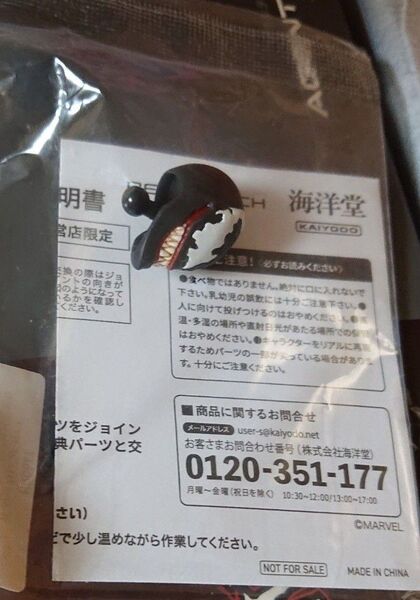 AGENT
明書
海洋堂
KAIYODO
営店限定
注意！（必ずお読みください）
交換の際はジョ
ントの向きが
図のようになって
いるかを確認し
●食べ物ではありません。絶対に口に入れないで
下さい。乳幼児の誤飲には十分ご注意下さい。●
人に向けて投げつけるのはおやめください。●
温・多湿の場所や直射日光があたる場所での
はおやめください。●キャラクターをリアルに再現
するためパーツの一部が尖っている場合がありま
す。十分にご注意ください。
ツをジョイン
典パーツと交
■商品に関するお問合せ
メールアドレス user-s@kaiyodo.net
お客さまお問合わせ番号（株式会社海洋堂）
0120-351-177
月曜～金曜（祝日を除く） 10:30~12:00/13:00~17:00
©MARVEL
さい）
どで少し温めながら作業してください。
NOT FOR SALE
MADE IN CHINA